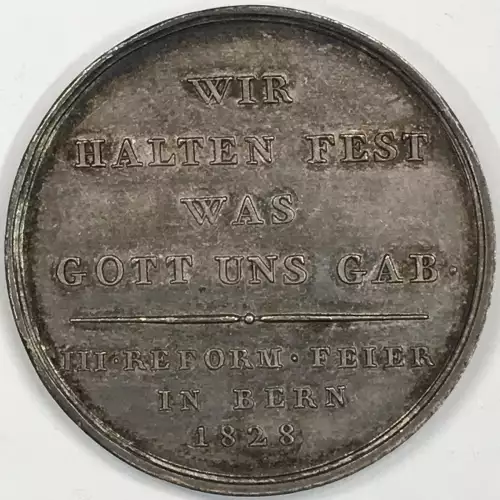 WIR
HALTEN FEST
WAS
GOTT UNS GAB·
III·REFORM·FEIER
IN BERN
1828